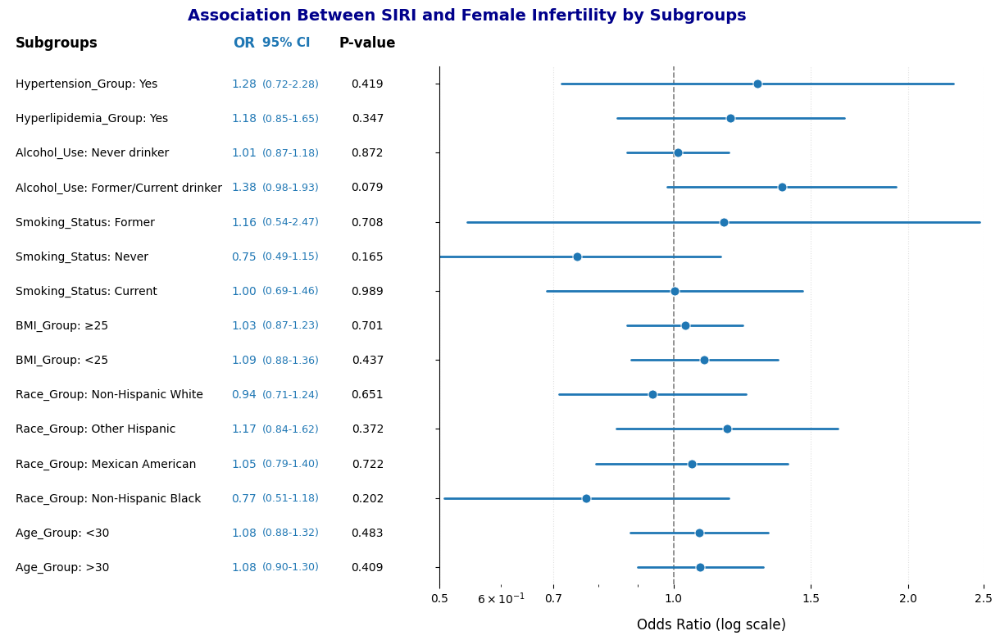 Association Between SIRI and Female Infertility by Subgroups
Subgroups OR 95% CI P-value
Hypertension_Group: Yes 1.28 (0.72-2.28) 0.419
Hyperlipidemia_Group: Yes 1.18 (0.85-1.65) 0.347
Alcohol_Use: Never drinker 1.01 (0.87-1.18) 0.872
Alcohol_Use: Former/Current drinker 1.38 (0.98-1.93) 0.079
Smoking_Status: Former 1.16 (0.54-2.47) 0.708
Smoking_Status: Never 0.75 (0.49-1.15) 0.165
Smoking_Status: Current 1.00 (0.69-1.46) 0.989
BMI_Group: ≥25 1.03 (0.87-1.23) 0.701
BMI_Group: <25 1.09 (0.88-1.36) 0.437
Race_Group: Non-Hispanic White 0.94 (0.71-1.24) 0.651
Race_Group: Other Hispanic 1.17 (0.84-1.62) 0.372
Race_Group: Mexican American 1.05 (0.79-1.40) 0.722
Race_Group: Non-Hispanic Black 0.77 (0.51-1.18) 0.202
Age_Group: <30 1.08 (0.88-1.32) 0.483
Age_Group: >30 1.08 (0.90-1.30) 0.409
0.5 6 × 10⁻¹ 0.7 1.0 1.5 2.0 2.5
Odds Ratio (log scale)